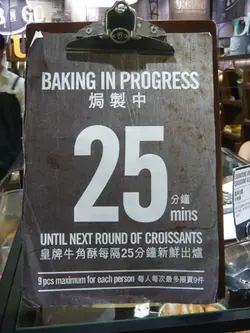 BAKING IN PROGRESS
焗製中
25
分鐘
mins
UNTIL NEXT ROUND OF CROISSANTS
皇牌牛角酥每隔25分鐘新鮮出爐
9 pcs maximum for each person 每人每次最多限買9件